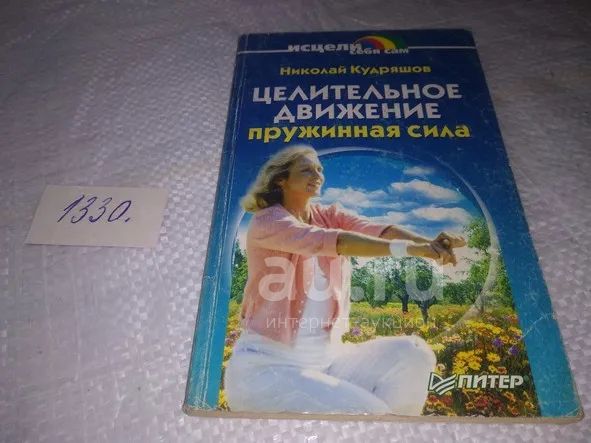 исцели
себя сам
Николай Кудряшов
ЦЕЛИТЕЛЬНОЕ
ДВИЖЕНИЕ
пружинная сила
1330.
au.ru
интернет-аукцион
ПИТЕР